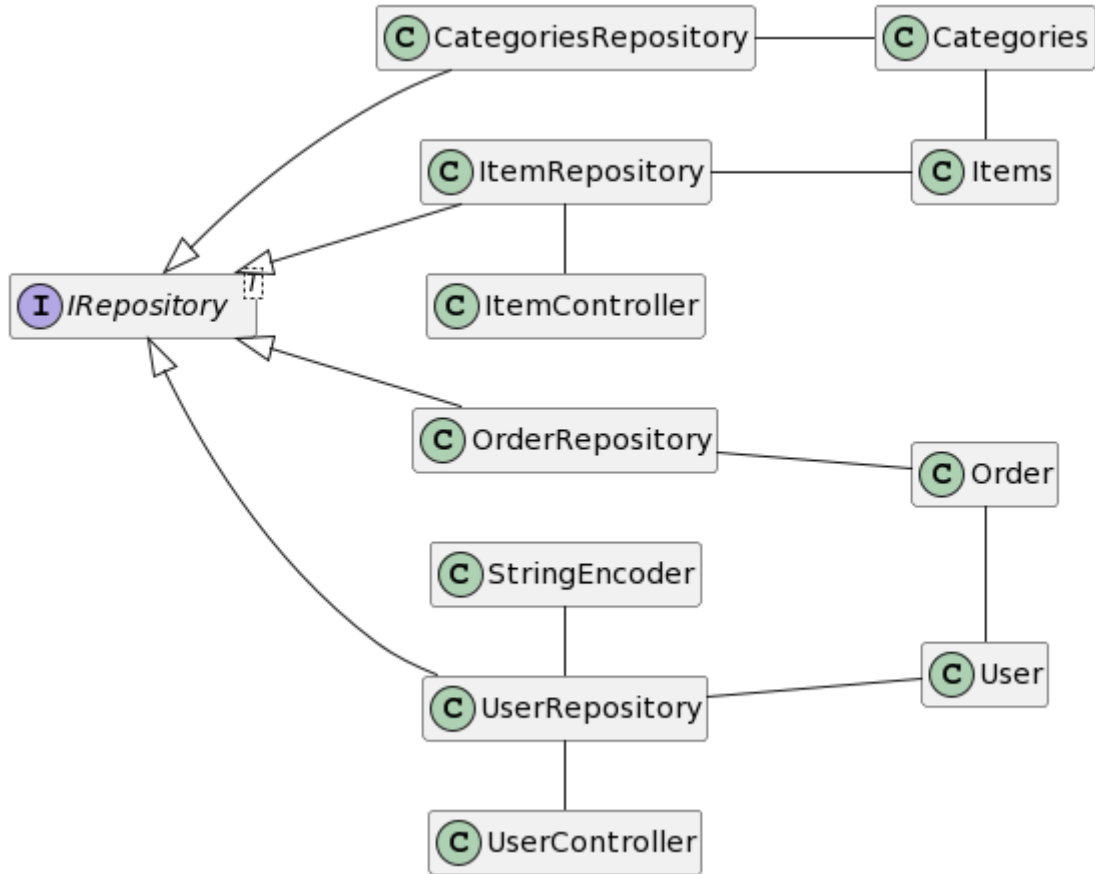 C CategoriesRepository
C Categories
C ItemRepository
C Items
I IRepository
T
C ItemController
C OrderRepository
C Order
C StringEncoder
C User
C UserRepository
C UserController